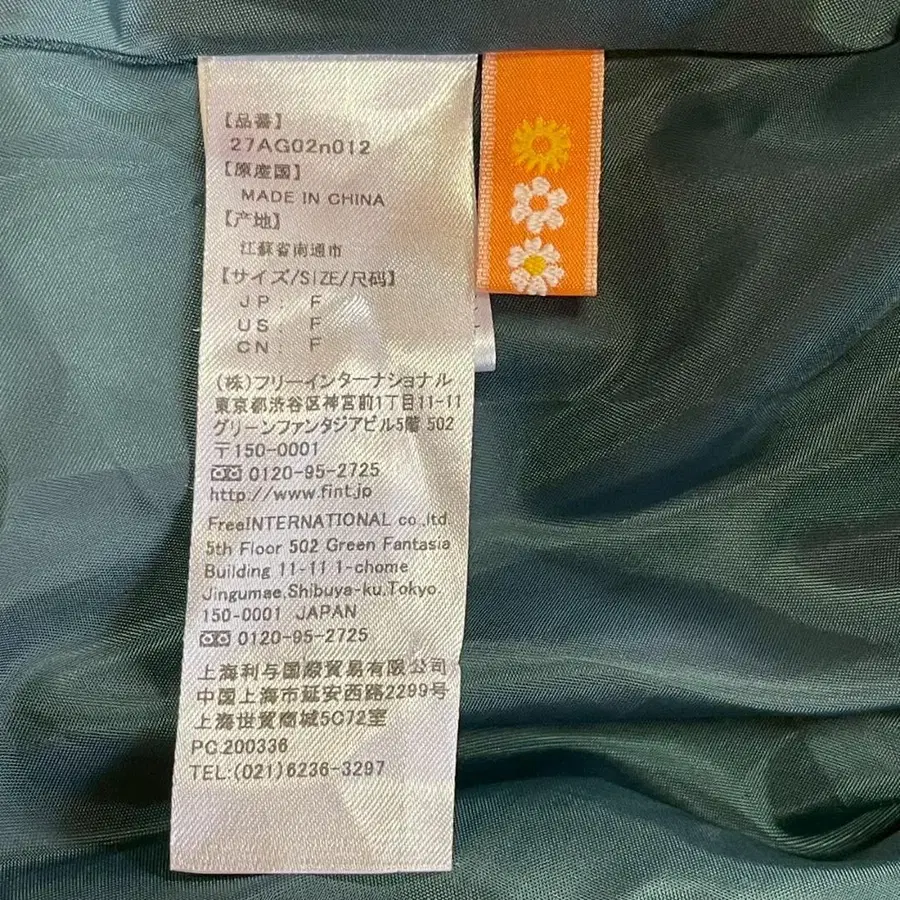 【品番】
27AG02n012
【原産国】
MADE IN CHINA
【产地】
江蘇省南通市
【サイズ/SIZE/尺码】
JP: F
US: F
CN: F
(株)フリーインターナショナル
東京都渋谷区神宮前1丁目11-11
グリーンファンタジアビル5階 502
〒150-0001
0120-95-2725
http://www.fint.jp
FreeINTERNATIONAL co.,ltd
5th Floor 502 Green Fantasia
Building 11-11 1-chome
Jingumae,Shibuya-ku,Tokyo.
150-0001 JAPAN
0120-95-2725
上海利与国際貿易有限公司
中国上海市延安西路2299号
上海世贸商城5C72室
PC.200336
TEL:(021)6236-3297